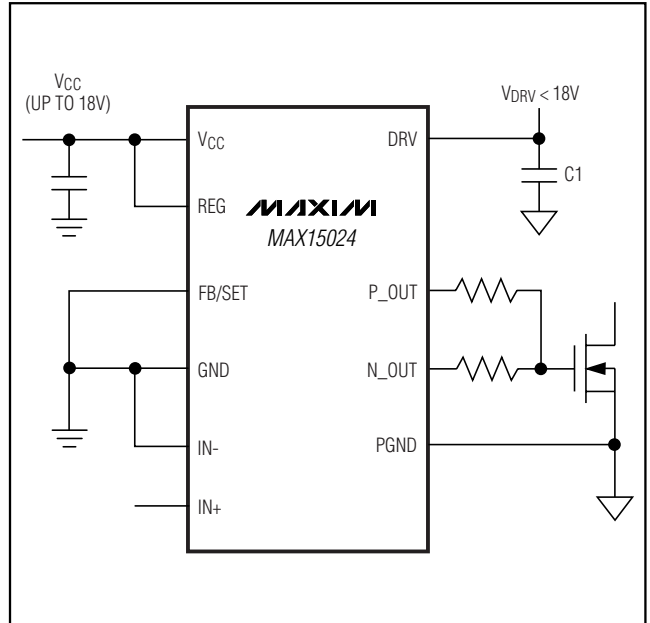 VCC
(UP TO 18V)
VDRV < 18V
VCC
DRV
C1
REG
MAXIM
MAX15024
FB/SET
P_OUT
GND
N_OUT
IN-
PGND
IN+